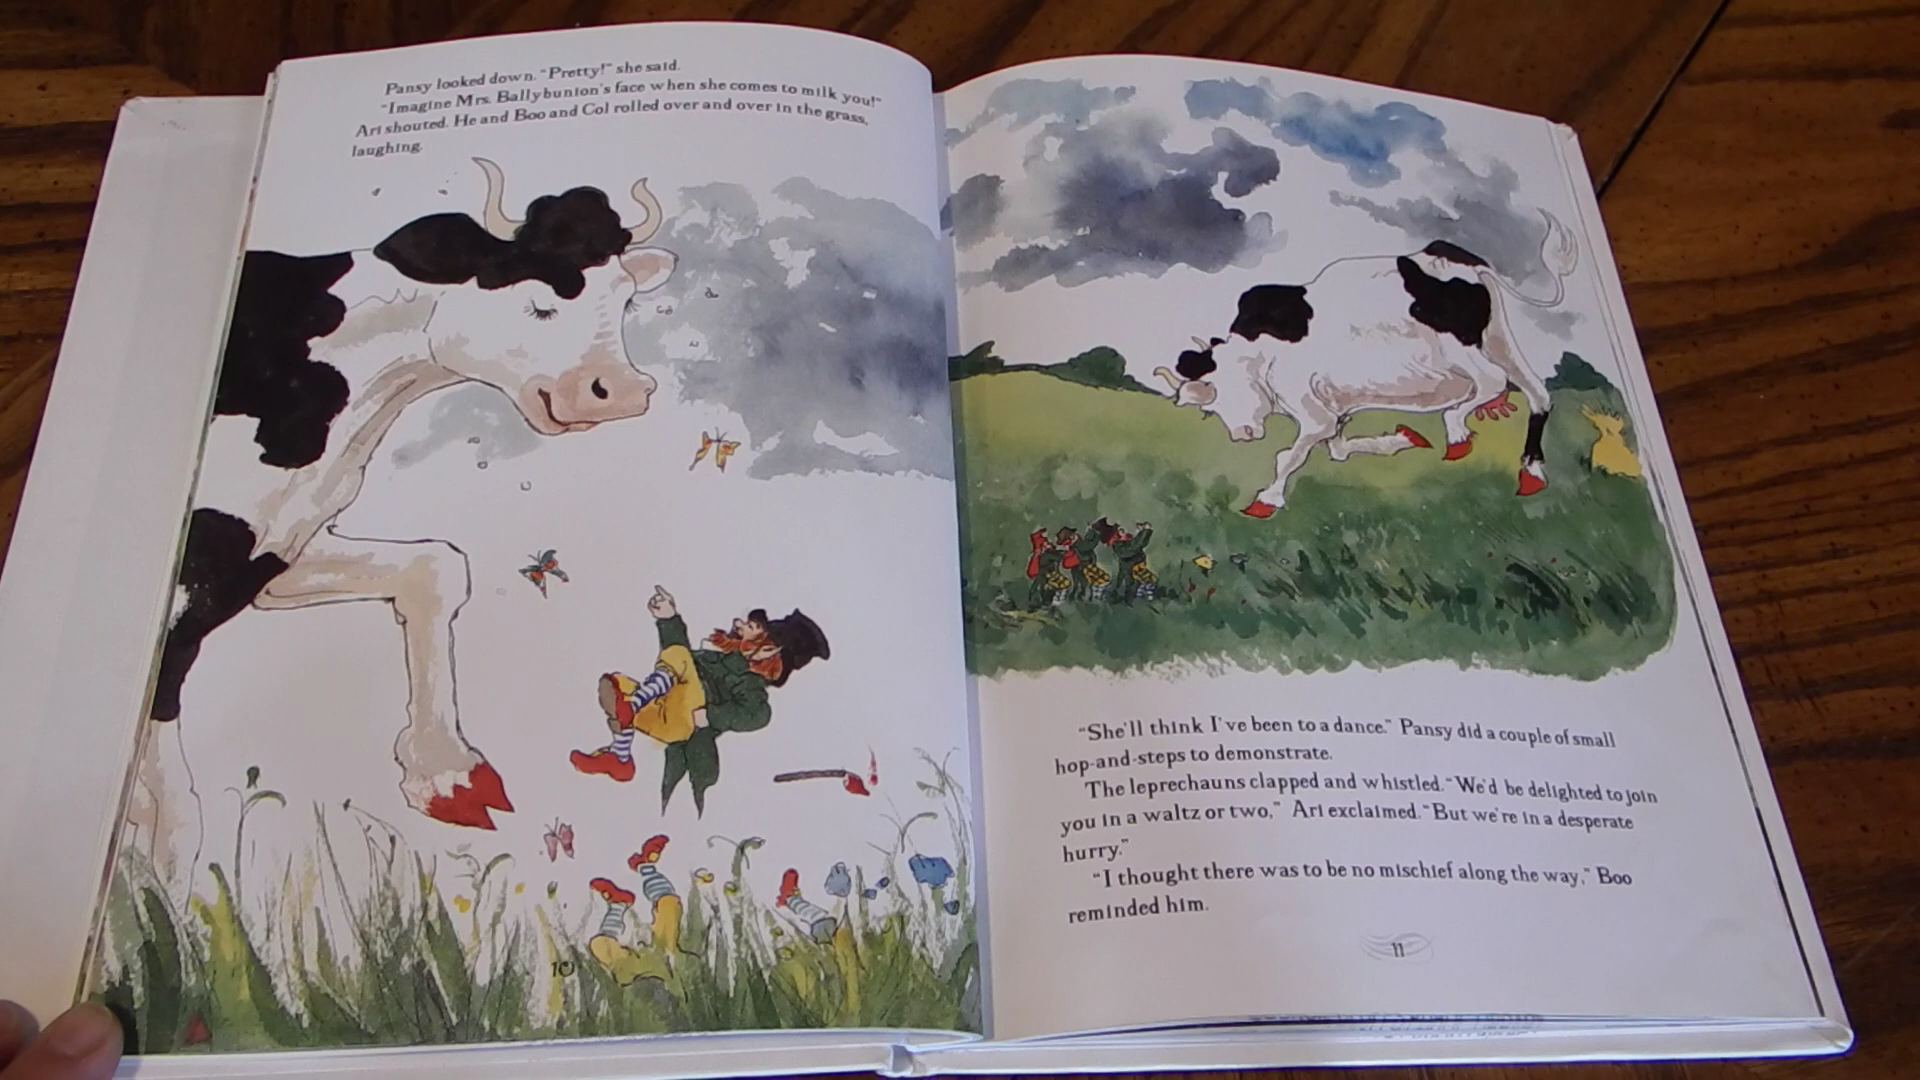 Pansy looked down. "Pretty!" she said.
"Imagine Mrs. Ballybunion's face when she comes to milk you!"
Ari shouted. He and Boo and Col rolled over and over in the grass,
laughing.
10
"She'll think I've been to a dance." Pansy did a couple of small
hop-and-steps to demonstrate.
The leprechauns clapped and whistled. "We'd be delighted to join
you in a waltz or two," Ari exclaimed. "But we're in a desperate
hurry."
"I thought there was to be no mischief along the way," Boo
reminded him.
11